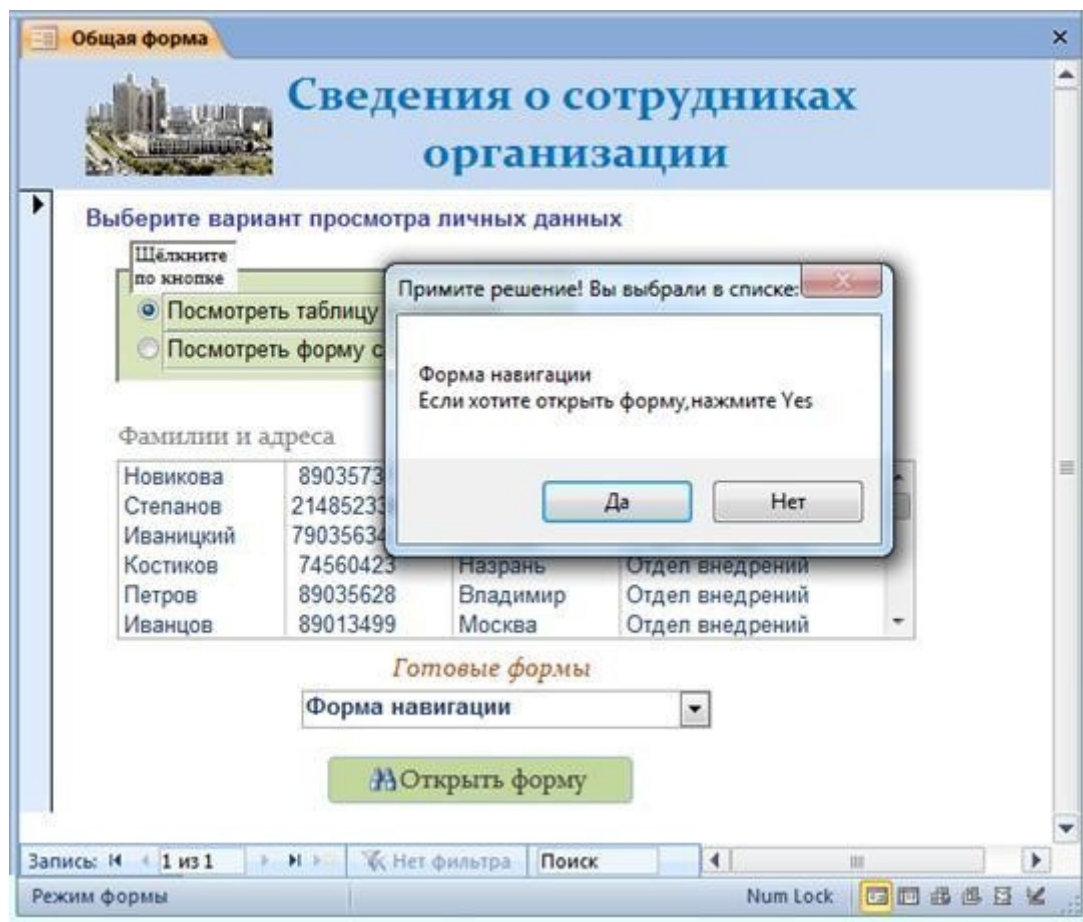 Общая форма
Сведения о сотрудниках
организации
Выберите вариант просмотра личных данных
Щёлкните
по кнопке
Посмотреть таблицу
Посмотреть форму
Примите решение! Вы выбрали в списке:
Форма навигации
Если хотите открыть форму,нажмите Yes
Да Нет
Фамилии и адреса
Новикова 8903573
Степанов 21485233
Иваницкий 79035634
Костиков 74560423 Назрань Отдел внедрений
Петров 89035628 Владимир Отдел внедрений
Иванцов 89013499 Москва Отдел внедрений
Готовые формы
Форма навигации
Открыть форму
Запись: 1 из 1 Нет фильтра Поиск
Режим формы Num Lock